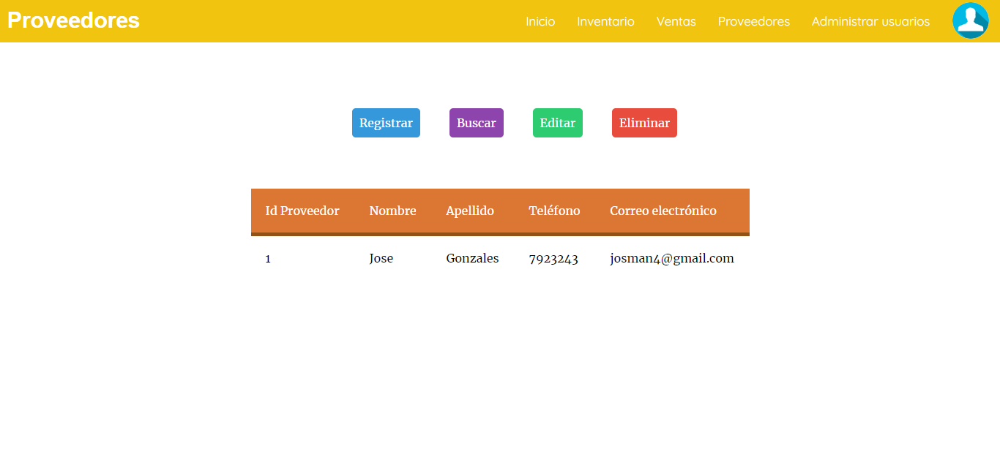 Proveedores Inicio Inventario Ventas Proveedores Administrar usuarios
Registrar Buscar Editar Eliminar
Id Proveedor Nombre Apellido Teléfono Correo electrónico
1 Jose Gonzales 7923243 josman4@gmail.com